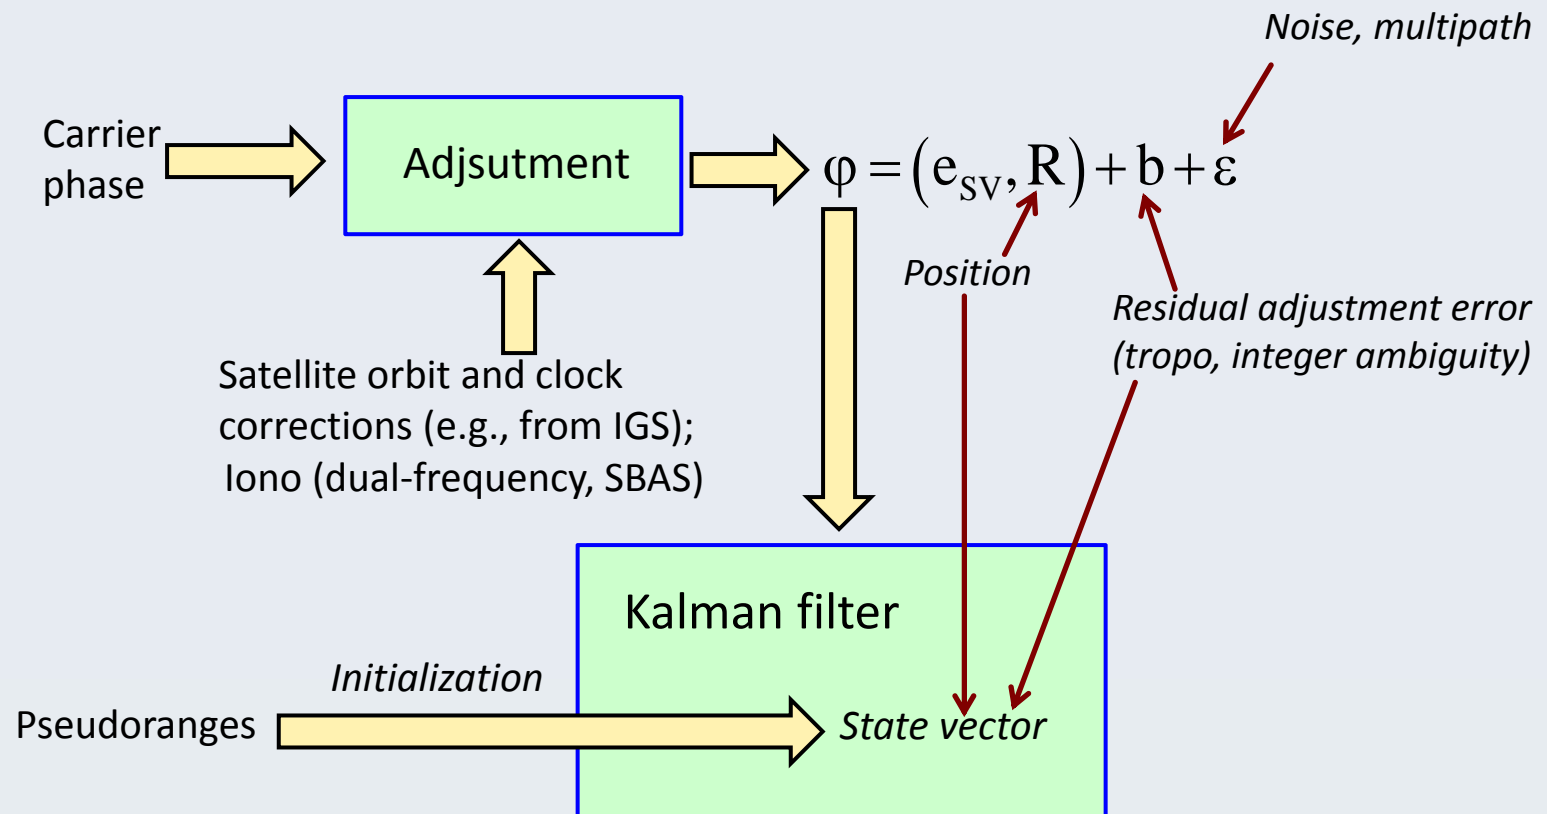 Noise, multipath
Carrier
phase
Adjsutment
φ = (e_SV, R) + b + ε
Position
Residual adjustment error
(tropo, integer ambiguity)
Satellite orbit and clock
corrections (e.g., from IGS);
Iono (dual-frequency, SBAS)
Kalman filter
Initialization
Pseudoranges
State vector